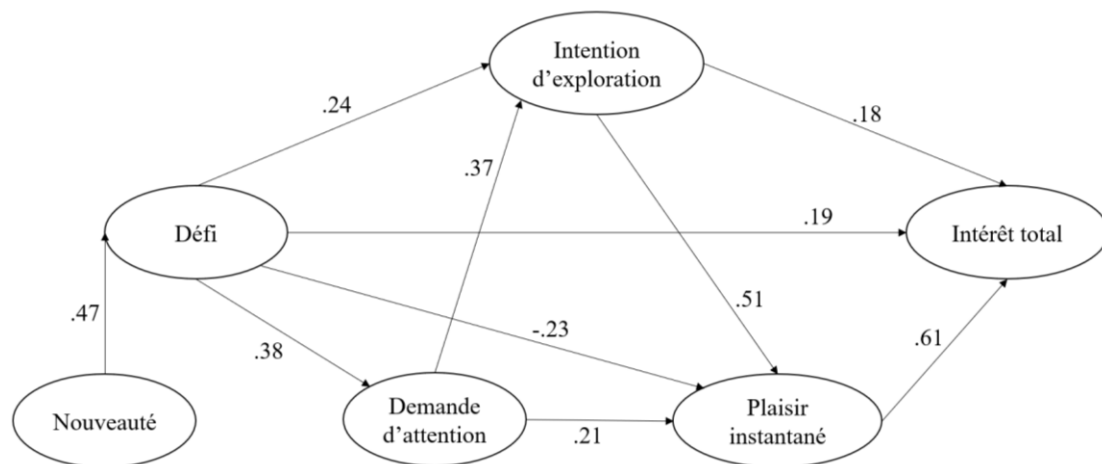 Intention
d’exploration
.24
.18
.37
Défi
.19
Intérêt total
.47
.51
-.23
.38
.61
Nouveauté
Demande
d’attention
.21
Plaisir
instantané